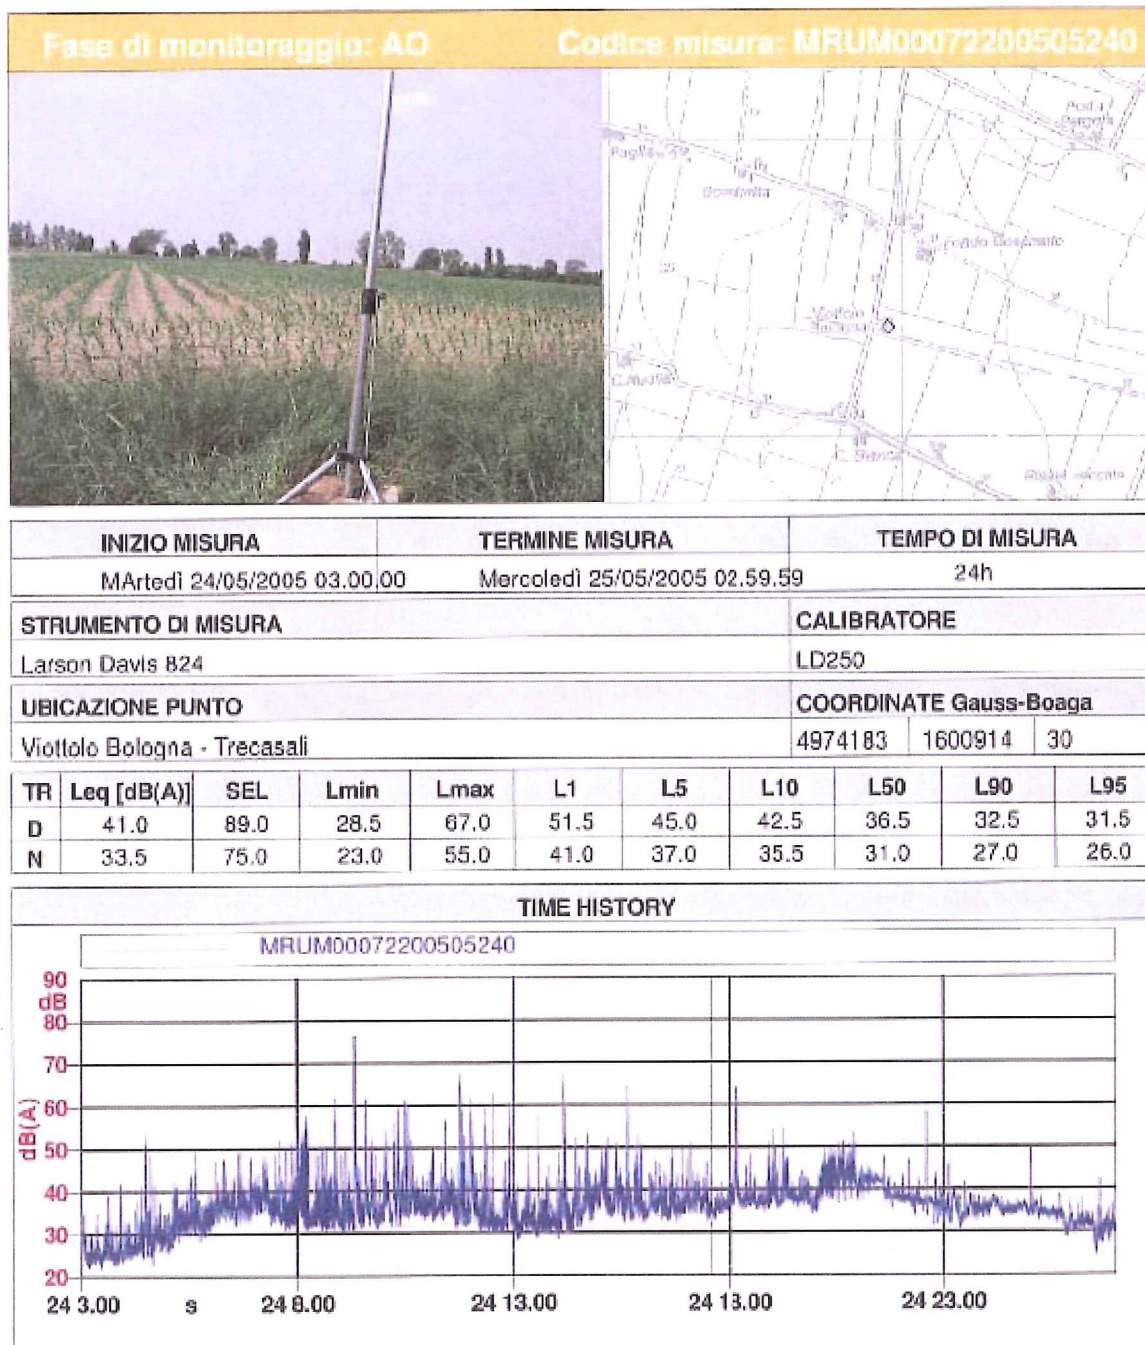 Fase di monitoraggio: AO
Codice misura: MRUM00072200505240
Viottolo
INIZIO MISURA TERMINE MISURA TEMPO DI MISURA
MArtedì 24/05/2005 03.00.00 Mercoledì 25/05/2005 02.59.59 24h
STRUMENTO DI MISURA CALIBRATORE
Larson Davis 824 LD250
UBICAZIONE PUNTO COORDINATE Gauss-Boaga
Viottolo Bologna - Trecasali 4974183 1600914 30
TR Leq [dB(A)] SEL Lmin Lmax L1 L5 L10 L50 L90 L95
D 41.0 89.0 28.5 67.0 51.5 45.0 42.5 36.5 32.5 31.5
N 33.5 75.0 23.0 55.0 41.0 37.0 35.5 31.0 27.0 26.0
TIME HISTORY
MRUM00072200505240
90
dB
80
70
60
50
40
30
20
dB(A)
24 3.00 s 24 8.00 24 13.00 24 18.00 24 23.00